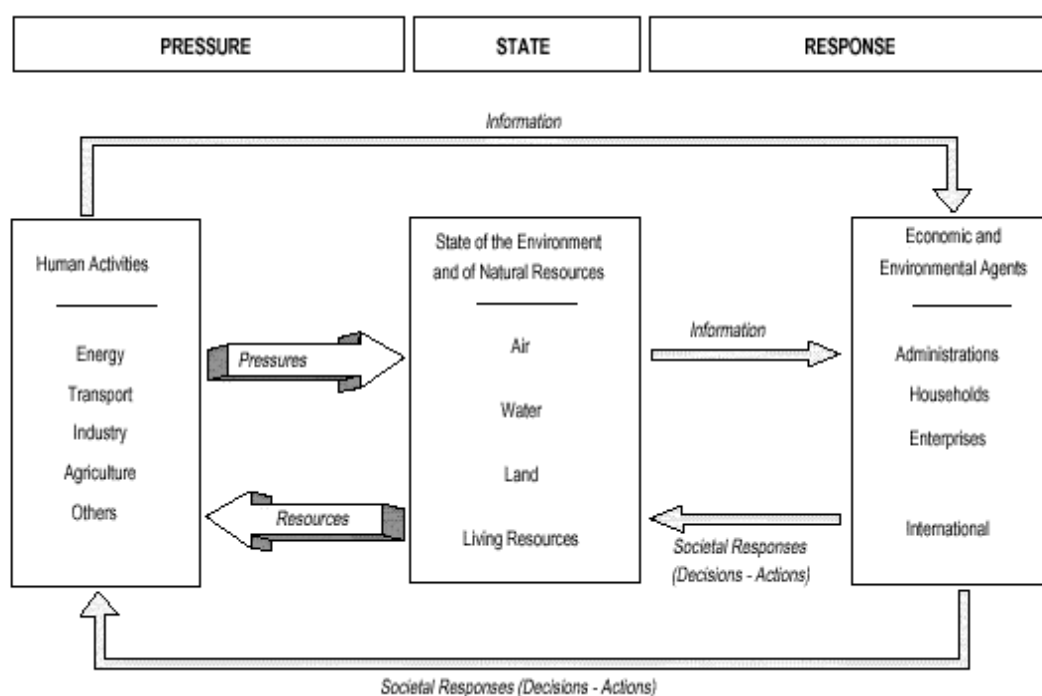 PRESSURE
STATE
RESPONSE
Information
Human Activities
Energy
Transport
Industry
Agriculture
Others
Pressures
Resources
State of the Environment
and of Natural Resources
Air
Water
Land
Living Resources
Information
Societal Responses
(Decisions - Actions)
Economic and
Environmental Agents
Administrations
Households
Enterprises
International
Societal Responses (Decisions - Actions)